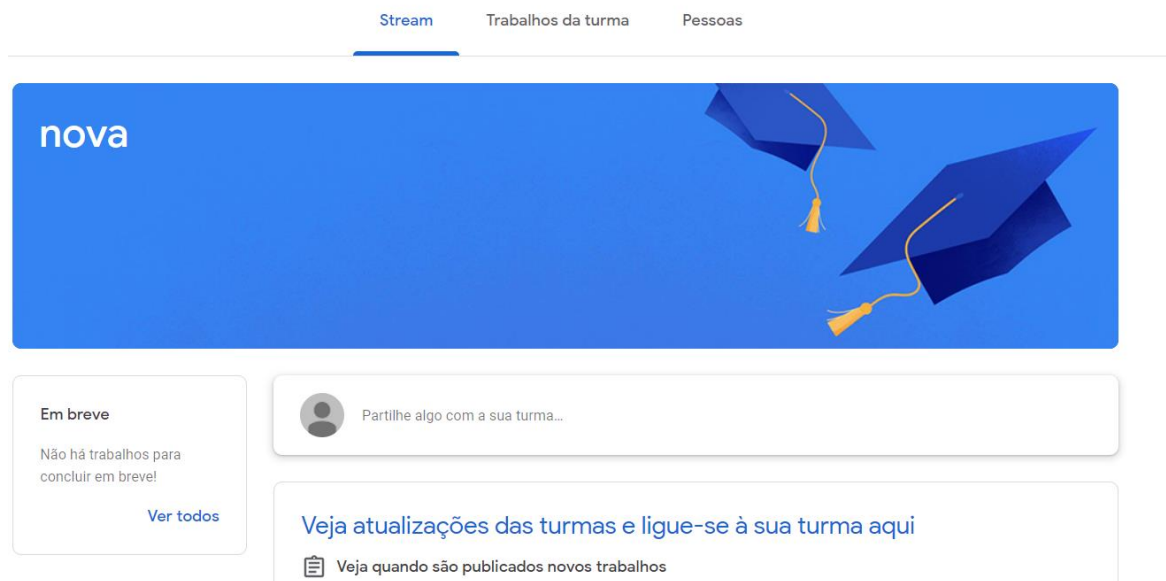 Stream Trabalhos da turma Pessoas
nova
Em breve
Não há trabalhos para
concluir em breve!
Ver todos
Partilhe algo com a sua turma...
Veja atualizações das turmas e ligue-se à sua turma aqui
Veja quando são publicados novos trabalhos